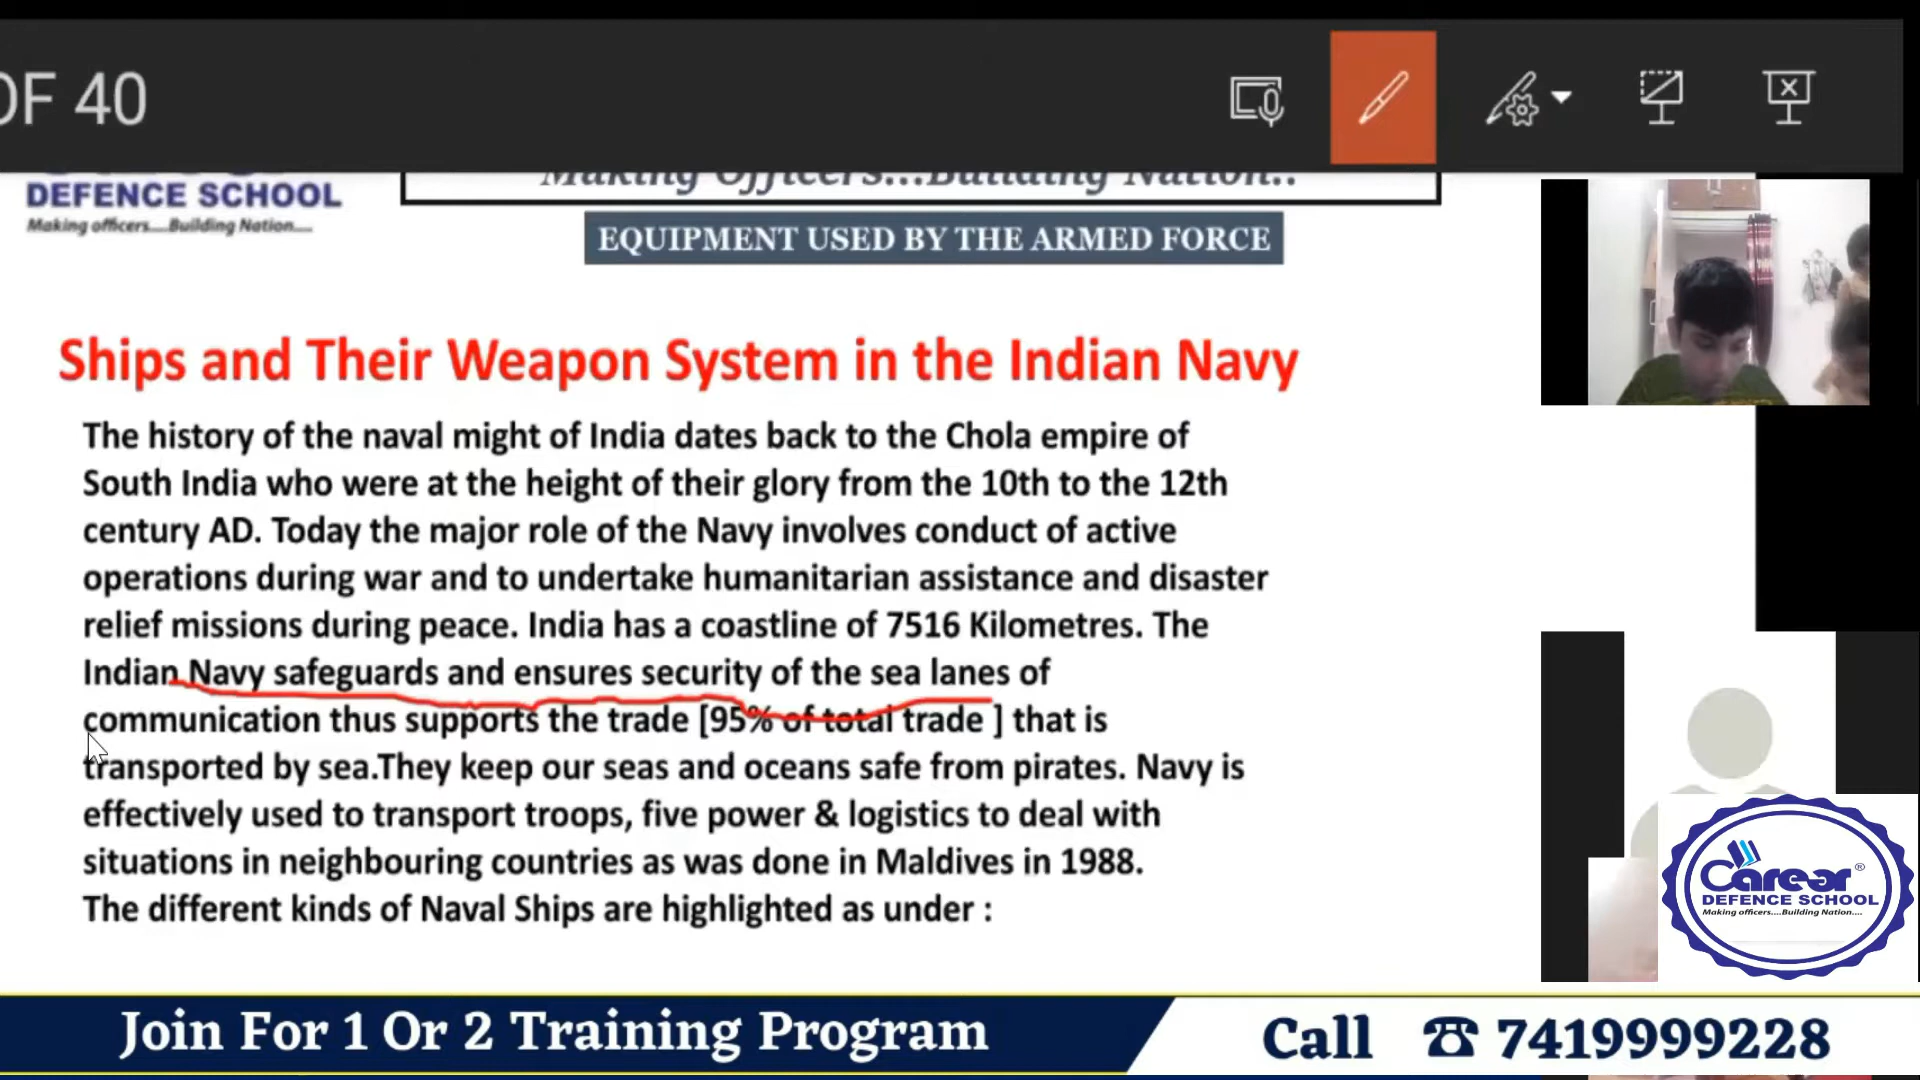 OF 40
DEFENCE SCHOOL
Making officers....Building Nation....
Making Officers...Building Nation..
EQUIPMENT USED BY THE ARMED FORCE
Ships and Their Weapon System in the Indian Navy
The history of the naval might of India dates back to the Chola empire of
South India who were at the height of their glory from the 10th to the 12th
century AD. Today the major role of the Navy involves conduct of active
operations during war and to undertake humanitarian assistance and disaster
relief missions during peace. India has a coastline of 7516 Kilometres. The
Indian Navy safeguards and ensures security of the sea lanes of
communication thus supports the trade [95% of total trade ] that is
transported by sea.They keep our seas and oceans safe from pirates. Navy is
effectively used to transport troops, five power & logistics to deal with
situations in neighbouring countries as was done in Maldives in 1988.
The different kinds of Naval Ships are highlighted as under :
Carear ®
DEFENCE SCHOOL
Making officers....Building Nation....
Join For 1 Or 2 Training Program
Call ☎ 7419999228